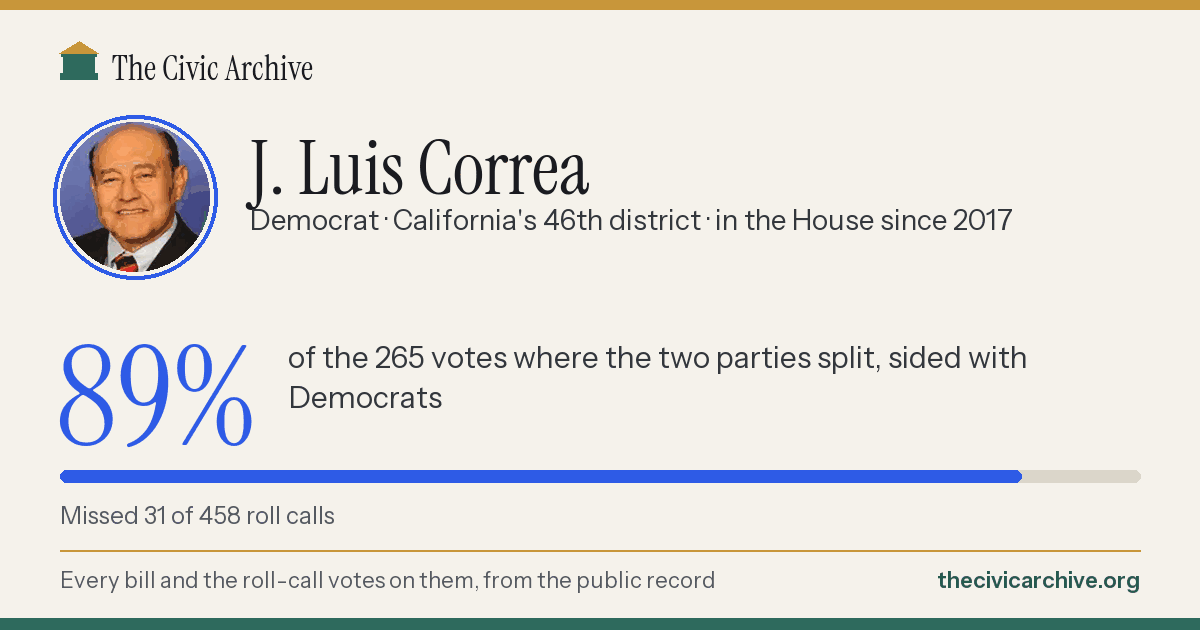 The Civic Archive
J. Luis Correa
Democrat · California's 46th district · in the House since 2017
89%
of the 265 votes where the two parties split, sided with
Democrats
Missed 31 of 458 roll calls
Every bill and the roll-call votes on them, from the public record
thecivicarchive.org